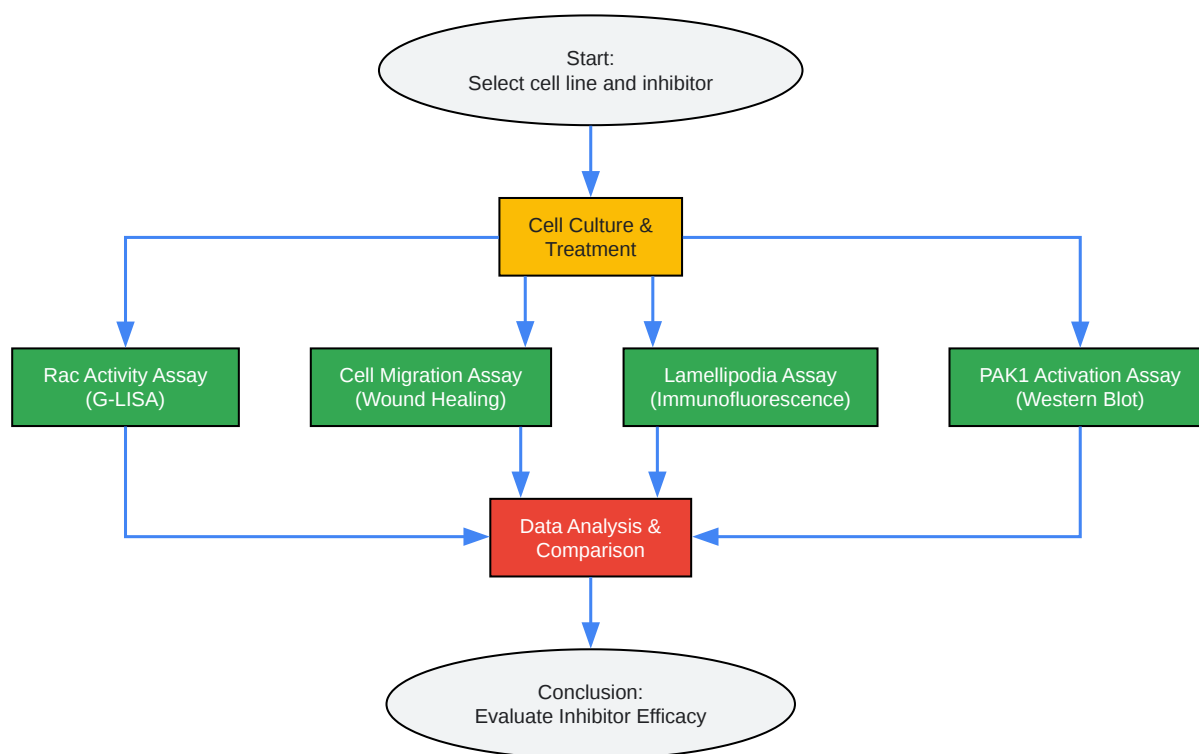 Start:
Select cell line and inhibitor
Cell Culture &
Treatment
Rac Activity Assay
(G-LISA)
Cell Migration Assay
(Wound Healing)
Lamellipodia Assay
(Immunofluorescence)
PAK1 Activation Assay
(Western Blot)
Data Analysis &
Comparison
Conclusion:
Evaluate Inhibitor Efficacy